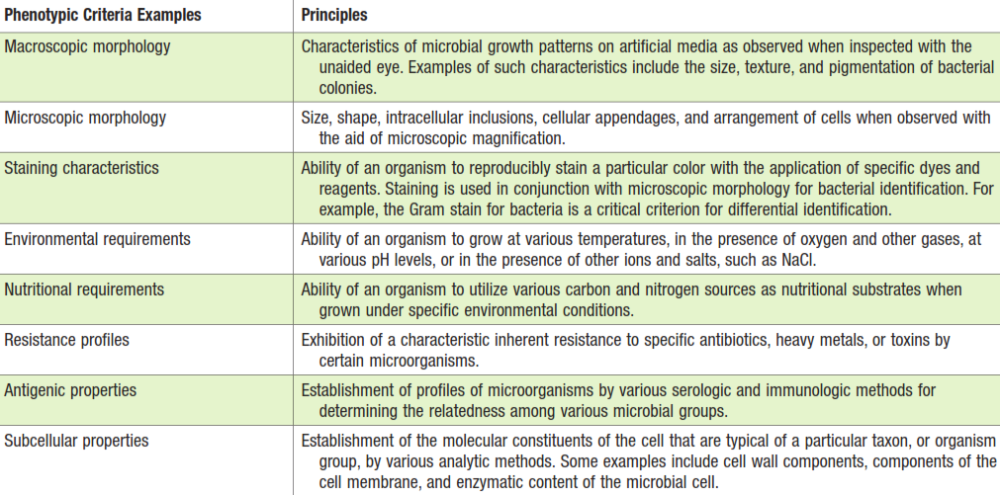 Phenotypic Criteria Examples
Principles
Macroscopic morphology
Characteristics of microbial growth patterns on artificial media as observed when inspected with the
unaided eye. Examples of such characteristics include the size, texture, and pigmentation of bacterial
colonies.
Microscopic morphology
Size, shape, intracellular inclusions, cellular appendages, and arrangement of cells when observed with
the aid of microscopic magnification.
Staining characteristics
Ability of an organism to reproducibly stain a particular color with the application of specific dyes and
reagents. Staining is used in conjunction with microscopic morphology for bacterial identification. For
example, the Gram stain for bacteria is a critical criterion for differential identification.
Environmental requirements
Ability of an organism to grow at various temperatures, in the presence of oxygen and other gases, at
various pH levels, or in the presence of other ions and salts, such as NaCl.
Nutritional requirements
Ability of an organism to utilize various carbon and nitrogen sources as nutritional substrates when
grown under specific environmental conditions.
Resistance profiles
Exhibition of a characteristic inherent resistance to specific antibiotics, heavy metals, or toxins by
certain microorganisms.
Antigenic properties
Establishment of profiles of microorganisms by various serologic and immunologic methods for
determining the relatedness among various microbial groups.
Subcellular properties
Establishment of the molecular constituents of the cell that are typical of a particular taxon, or organism
group, by various analytic methods. Some examples include cell wall components, components of the
cell membrane, and enzymatic content of the microbial cell.